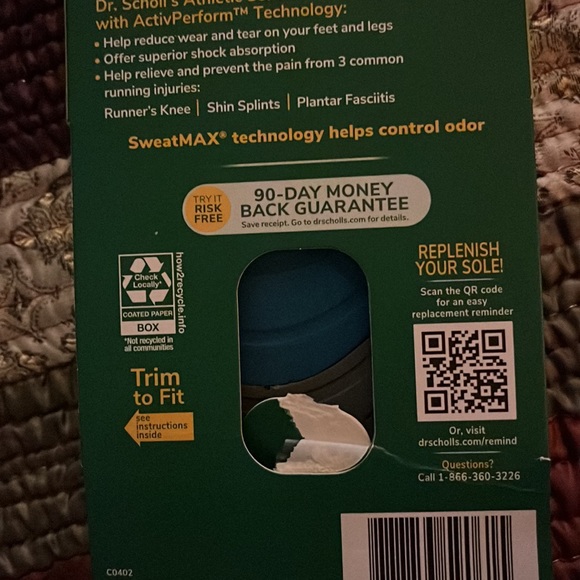 Dr. Scholl's Athletic
with ActivPerform™ Technology:
• Help reduce wear and tear on your feet and legs
• Offer superior shock absorption
• Help relieve and prevent the pain from 3 common
running injuries:
Runner's Knee | Shin Splints | Plantar Fasciitis
SweatMAX® technology helps control odor
TRY IT
RISK
FREE
90-DAY MONEY
BACK GUARANTEE
Save receipt. Go to drscholls.com for details.
Check
Locally*
COATED PAPER
BOX
*Not recycled in
all communities
how2recycle.info
Trim
to Fit
see
instructions
inside
REPLENISH
YOUR SOLE!
Scan the QR code
for an easy
replacement reminder
Or, visit
drscholls.com/remind
Questions?
Call 1-866-360-3226
C0402